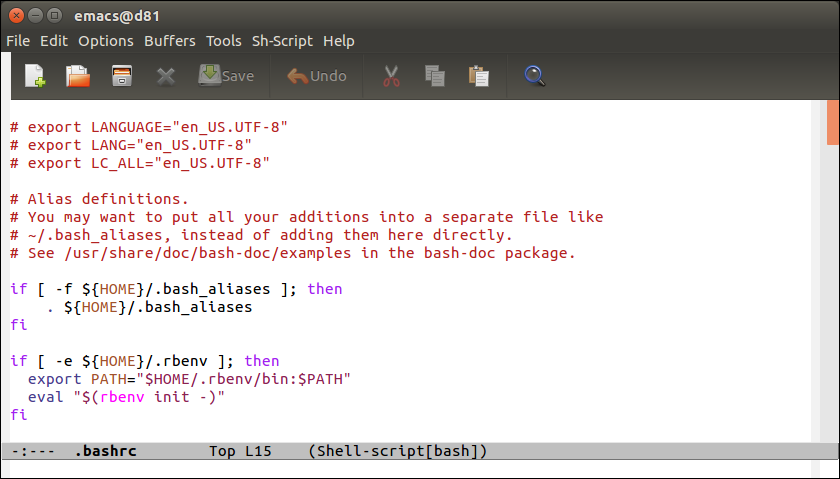 emacs@d81
File Edit Options Buffers Tools Sh-Script Help
Save Undo
# export LANGUAGE="en_US.UTF-8"
# export LANG="en_US.UTF-8"
# export LC_ALL="en_US.UTF-8"
# Alias definitions.
# You may want to put all your additions into a separate file like
# ~/.bash_aliases, instead of adding them here directly.
# See /usr/share/doc/bash-doc/examples in the bash-doc package.
if [ -f ${HOME}/.bash_aliases ]; then
    . ${HOME}/.bash_aliases
fi
if [ -e ${HOME}/.rbenv ]; then
  export PATH="$HOME/.rbenv/bin:$PATH"
  eval "$(rbenv init -)"
fi
-:---  .bashrc        Top L15    (Shell-script[bash])